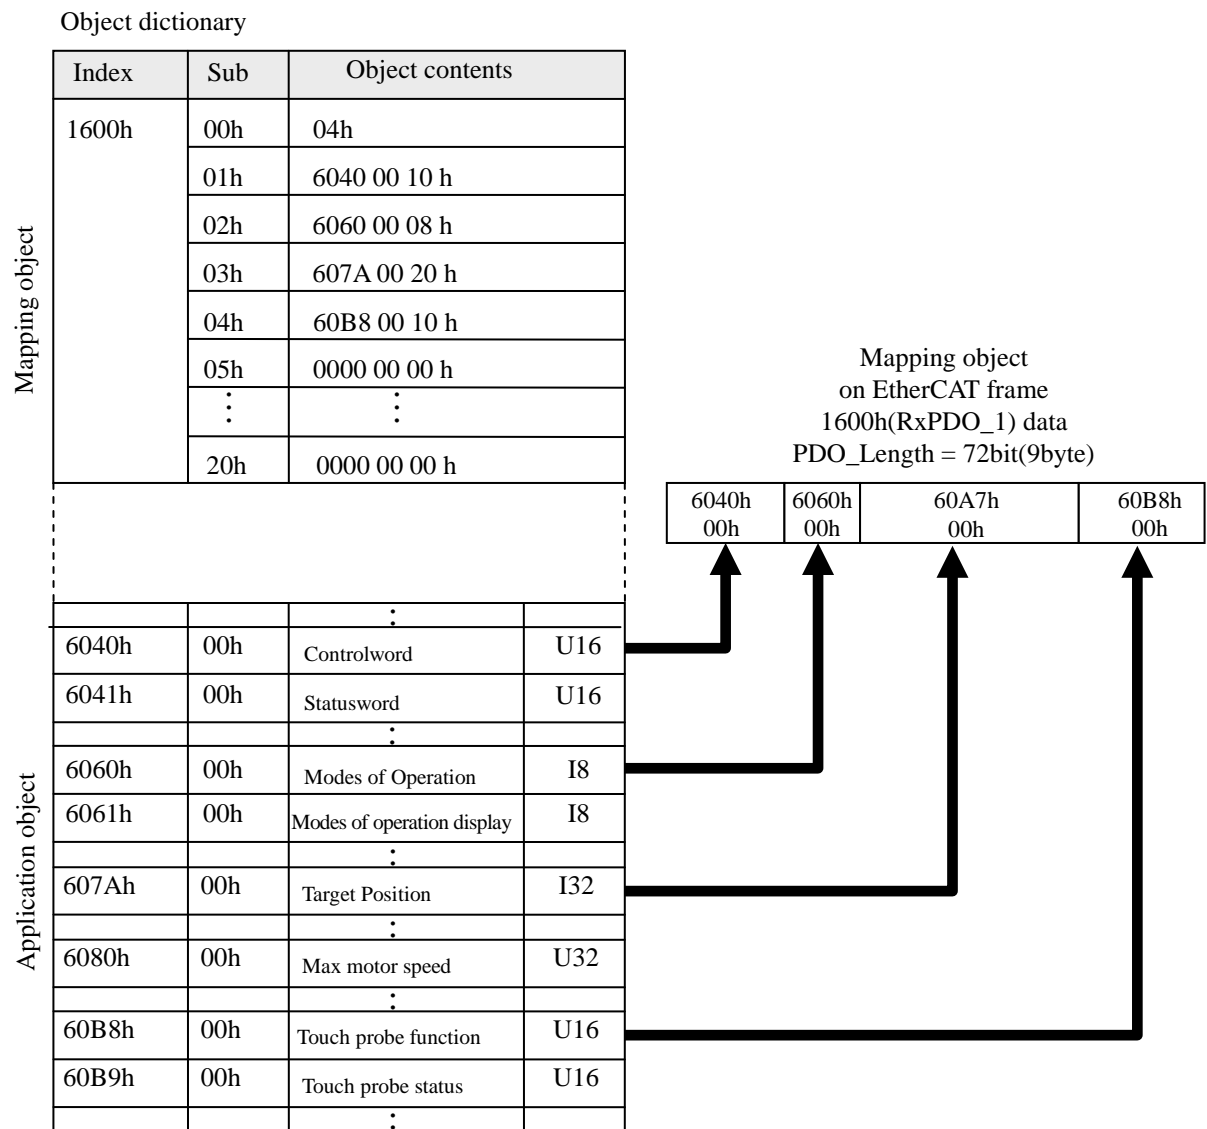 Object dictionary
Index Sub Object contents
1600h 00h 04h
01h 6040 00 10 h
02h 6060 00 08 h
03h 607A 00 20 h
04h 60B8 00 10 h
05h 0000 00 00 h
20h 0000 00 00 h
Mapping object
Mapping object
on EtherCAT frame
1600h(RxPDO_1) data
PDO_Length = 72bit(9byte)
6040h 6060h 60A7h 60B8h
00h 00h 00h 00h
Application object
6040h 00h Controlword U16
6041h 00h Statusword U16
6060h 00h Modes of Operation I8
6061h 00h Modes of operation display I8
607Ah 00h Target Position I32
6080h 00h Max motor speed U32
60B8h 00h Touch probe function U16
60B9h 00h Touch probe status U16